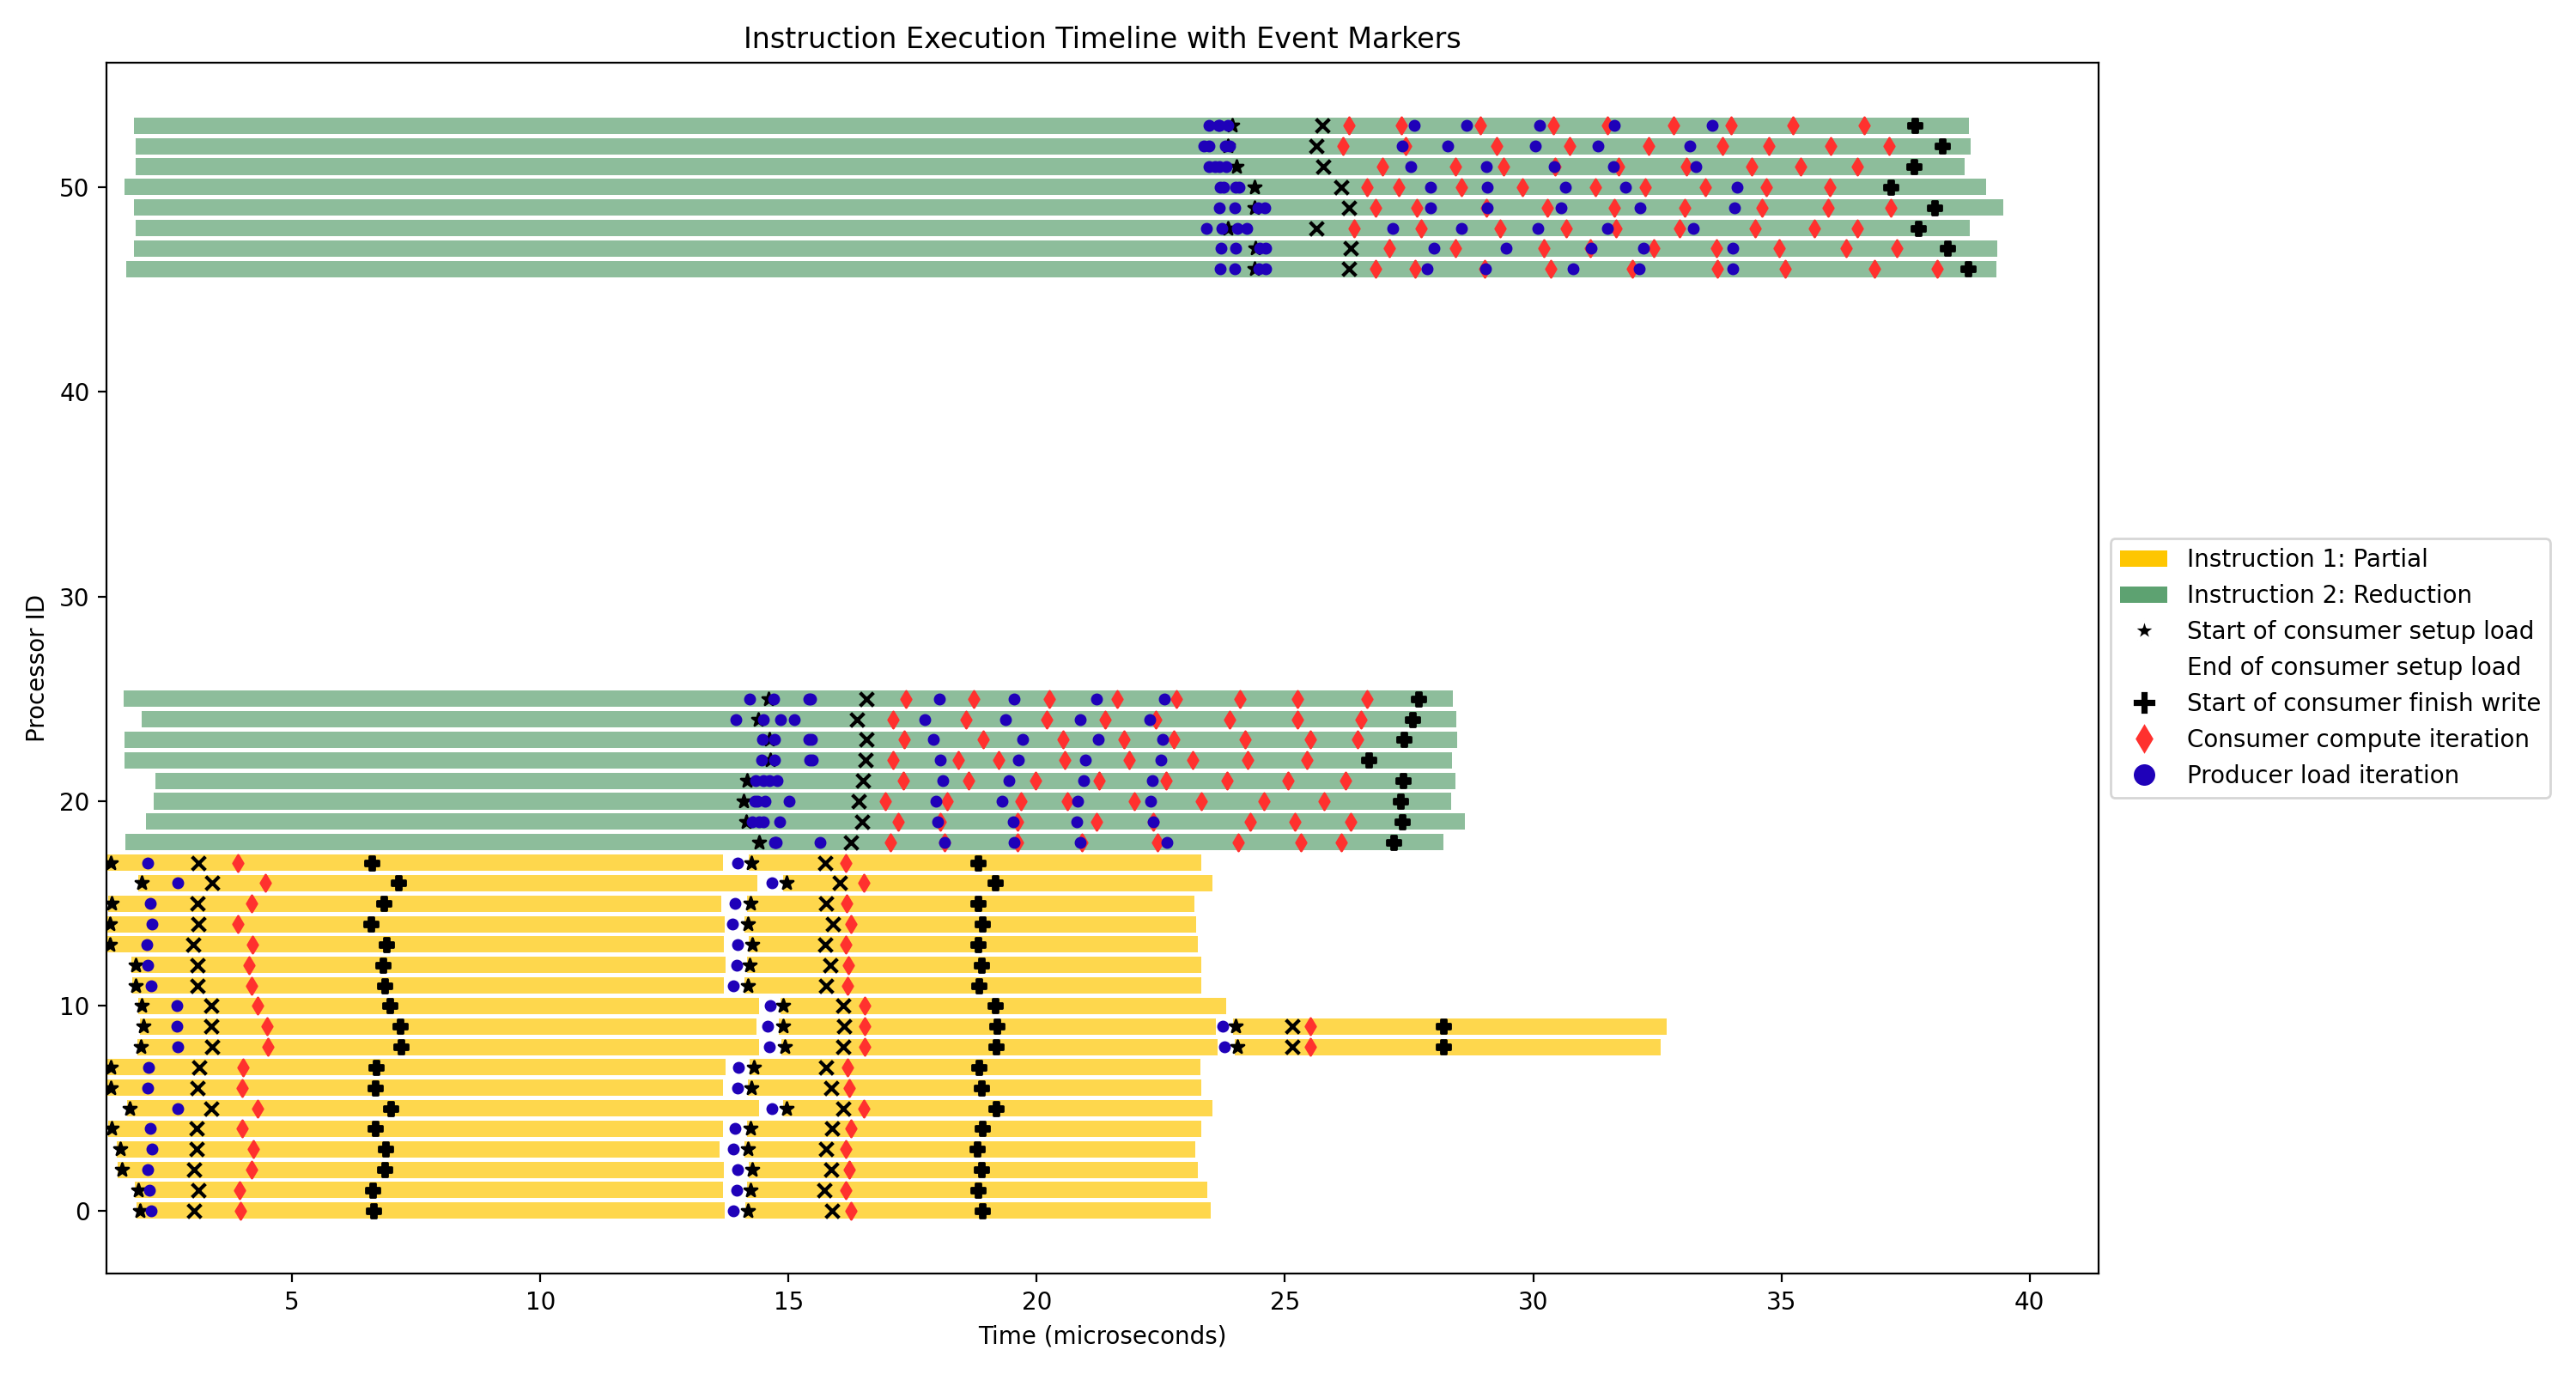 Instruction Execution Timeline with Event Markers
Processor ID
50
40
30
20
10
0
5 10 15 20 25 30 35 40
Time (microseconds)
Instruction 1: Partial
Instruction 2: Reduction
Start of consumer setup load
End of consumer setup load
Start of consumer finish write
Consumer compute iteration
Producer load iteration